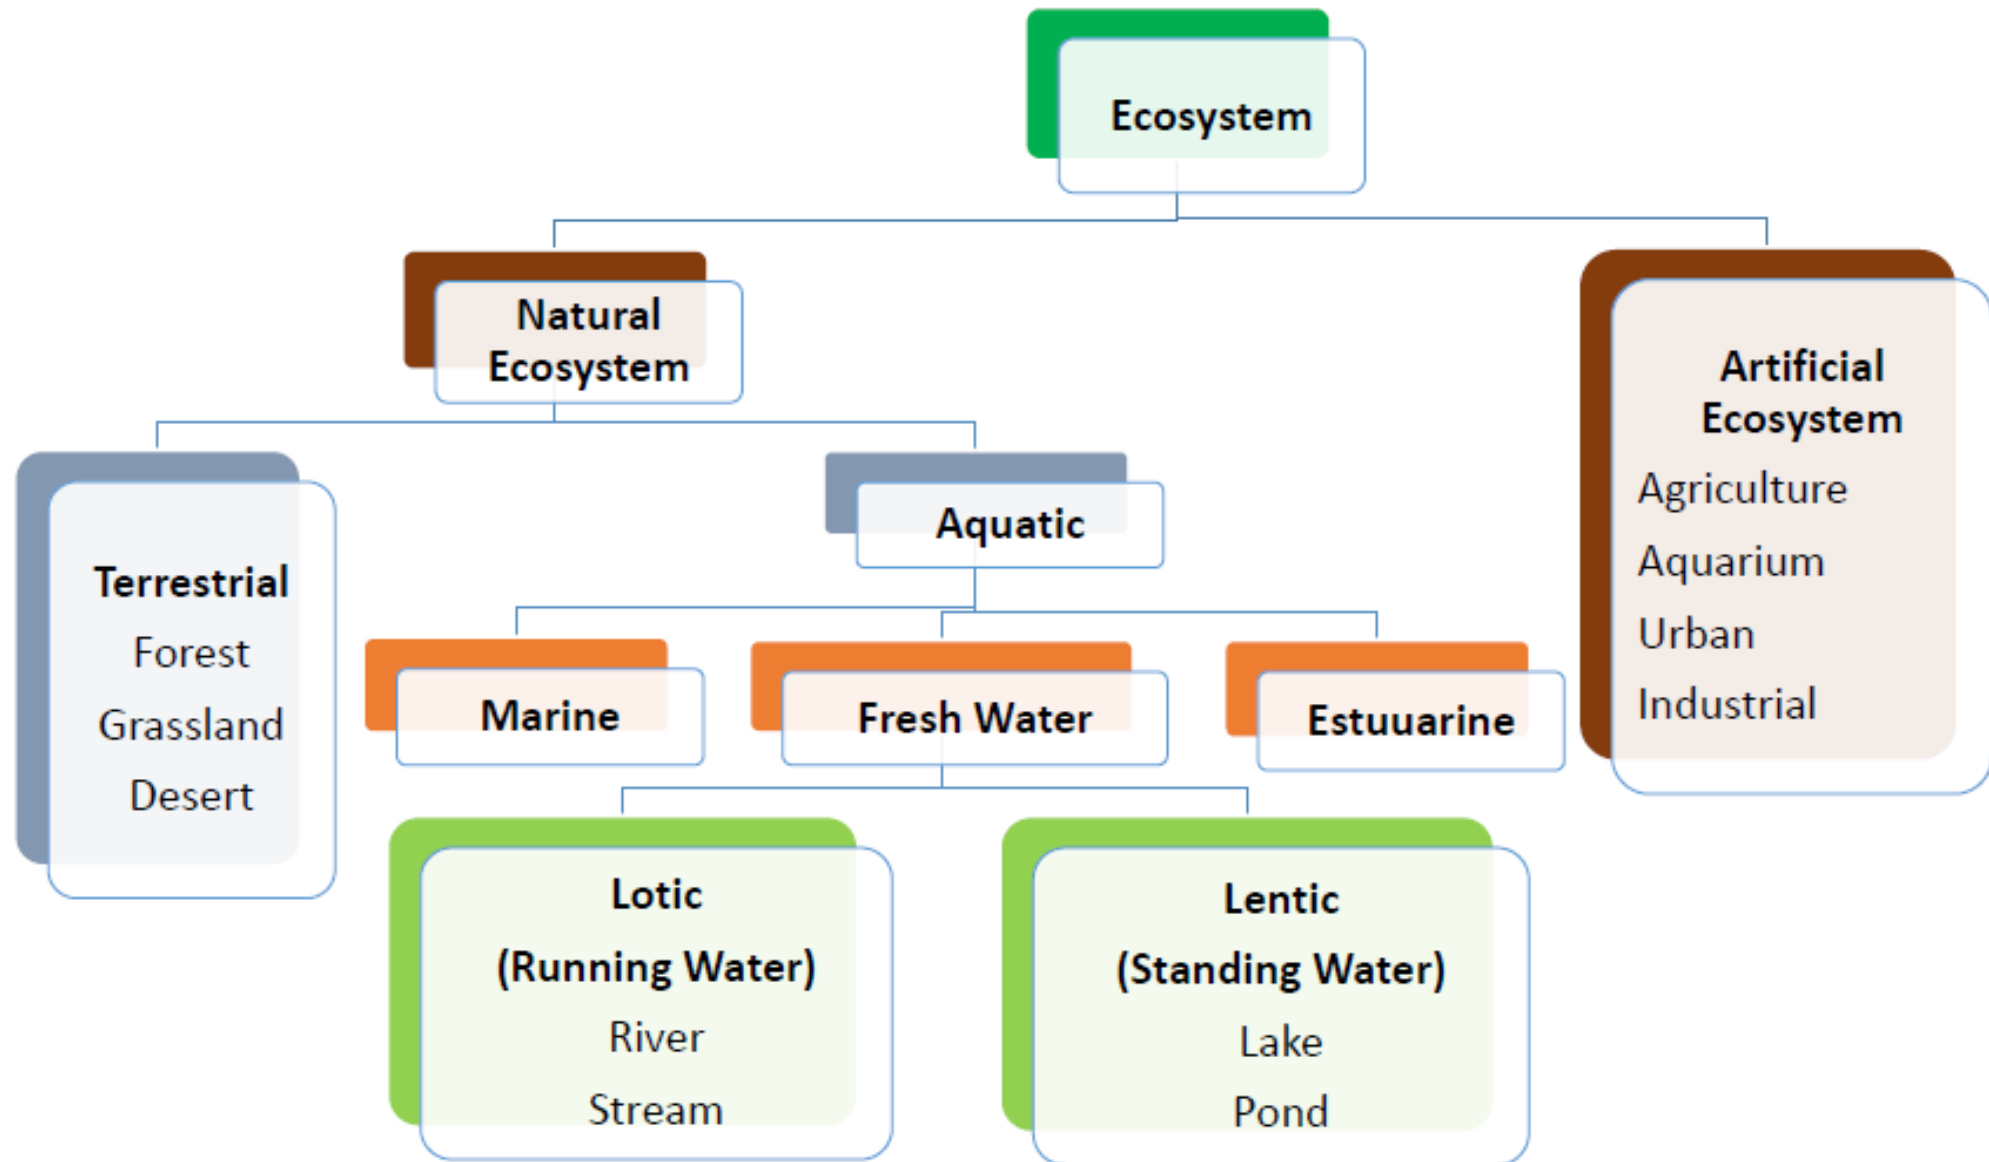 Ecosystem
Natural
Ecosystem
Artificial
Ecosystem
Agriculture
Aquarium
Urban
Industrial
Terrestrial
Forest
Grassland
Desert
Aquatic
Marine
Fresh Water
Estuuarine
Lotic
(Running Water)
River
Stream
Lentic
(Standing Water)
Lake
Pond